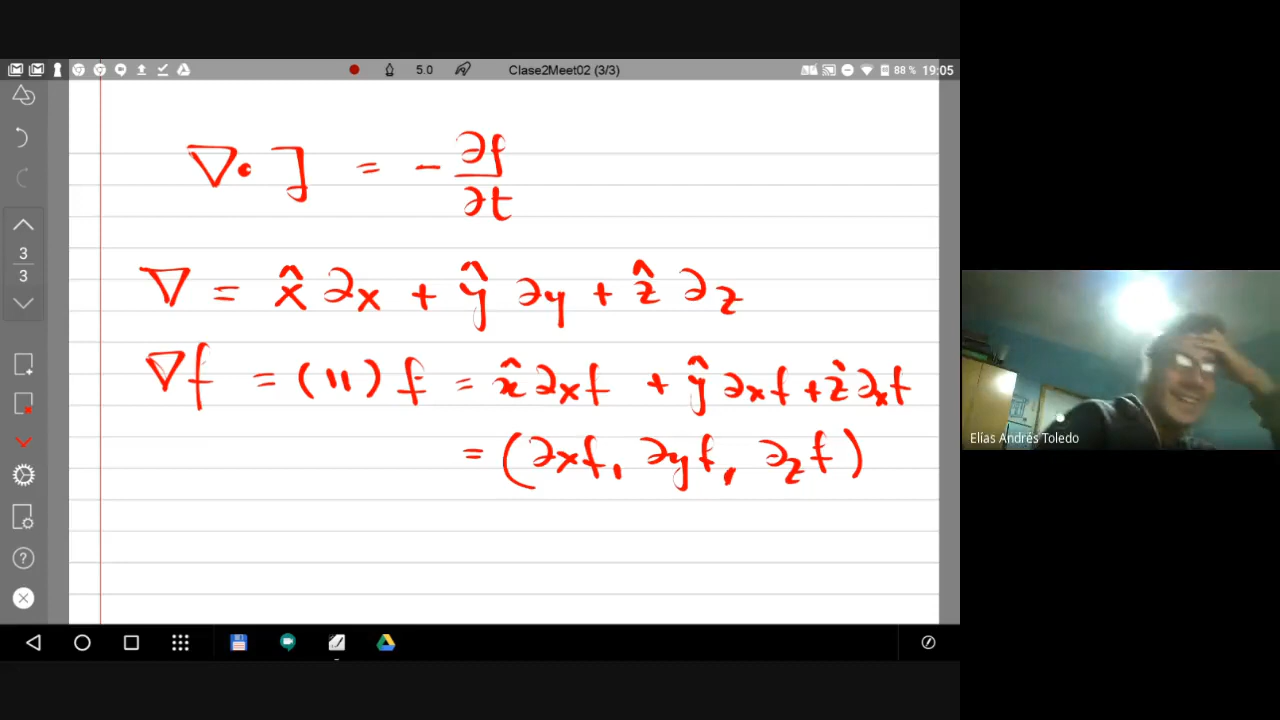 5.0 Clase2Meet02 (3/3) 88 % 19:05
∇• J = - ∂f/∂t
3
3
∇ = x̂ ∂x + ŷ ∂y + ẑ ∂z
∇f = (11) f = x̂ ∂xf + ŷ ∂xf + ẑ ∂xf
= (∂xf, ∂yf, ∂zf)
Elías Andrés Toledo